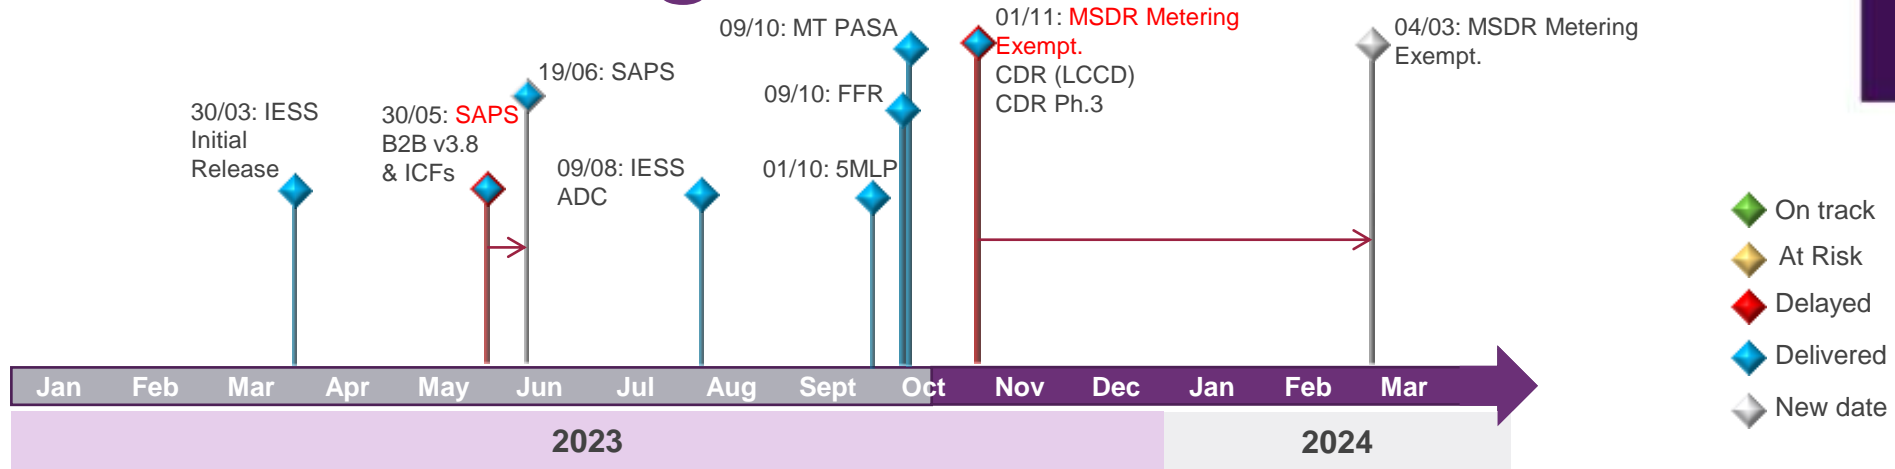 30/03: IESS
Initial
Release
30/05: SAPS
B2B v3.8
& ICFs
19/06: SAPS
09/08: IESS
ADC
01/10: 5MLP
09/10: FFR
09/10: MT PASA
01/11: MSDR Metering
Exempt.
CDR (LCCD)
CDR Ph.3
04/03: MSDR Metering
Exempt.
On track
At Risk
Delayed
Delivered
New date
Jan Feb Mar Apr May Jun Jul Aug Sept Oct Nov Dec Jan Feb Mar
2023 2024